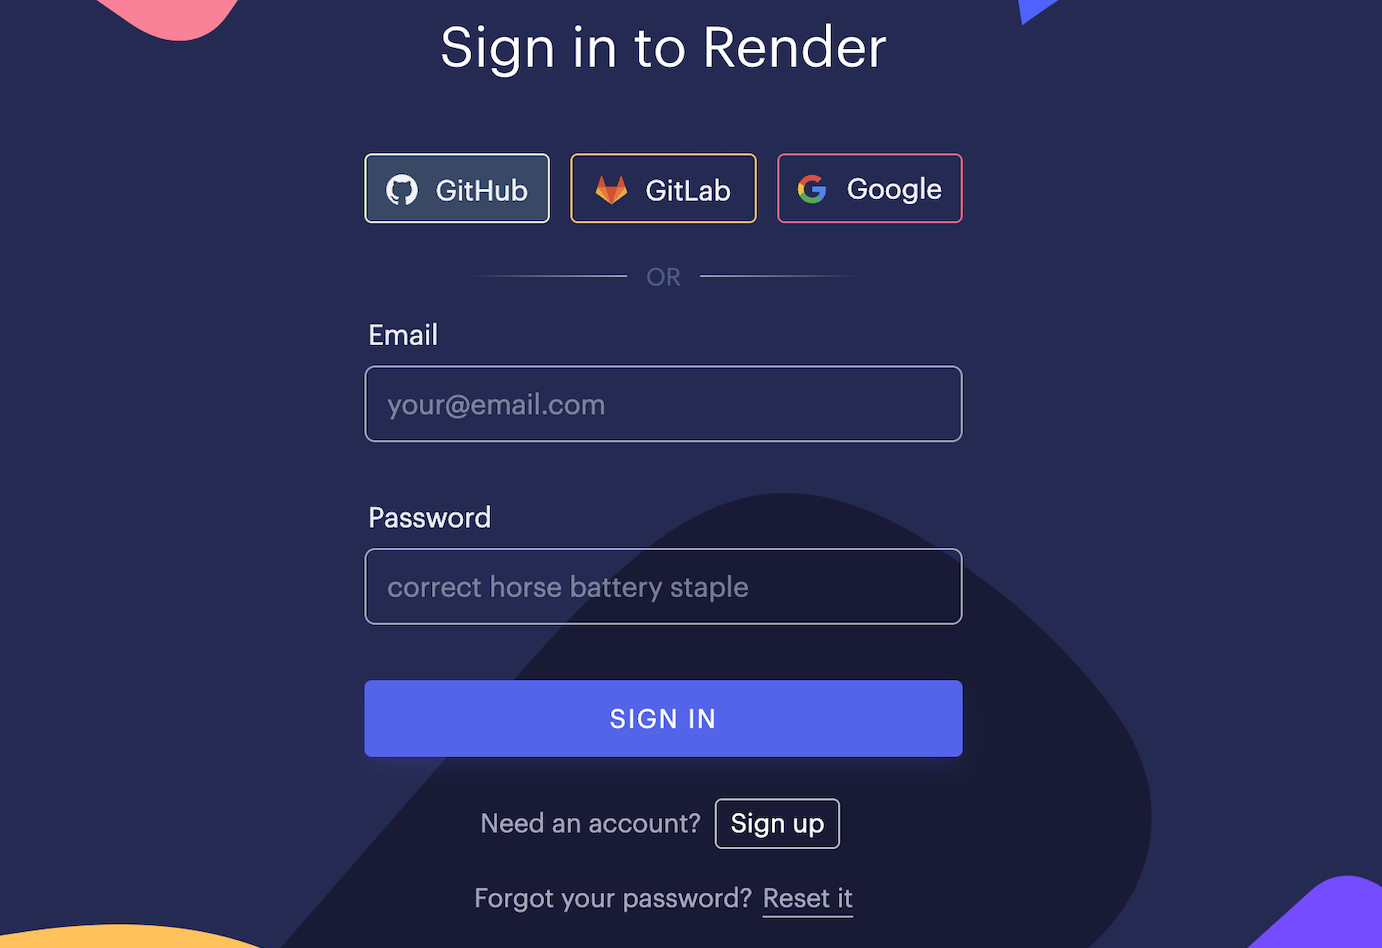 Sign in to Render
GitHub GitLab Google
OR
Email
your@email.com
Password
correct horse battery staple
SIGN IN
Need an account? Sign up
Forgot your password? Reset it